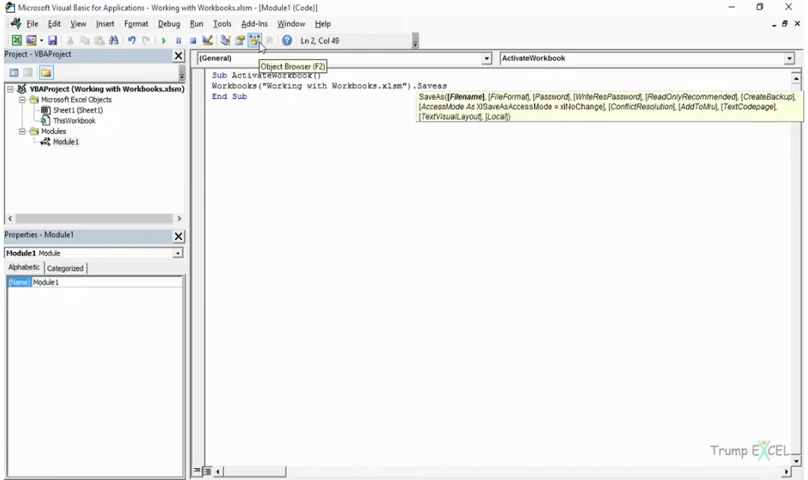 Microsoft Visual Basic for Applications - Working with Workbooks.xlsm - [Module1 (Code)]
File Edit View Insert Format Debug Run Tools Add-Ins Window Help
Ln 2, Col 49
Project - VBAProject
(General)
ActivateWorkbook
Object Browser (F2)
Sub ActivateWorkbook()
Workbooks("Working with Workbooks.xlsm").Saveas
End Sub
SaveAs([Filename], [FileFormat], [Password], [WriteResPassword], [ReadOnlyRecommended], [CreateBackup],
[AccessMode As XlSaveAsAccessMode = xlNoChange], [ConflictResolution], [AddToMru], [TextCodepage],
[TextVisualLayout], [Local])
VBAProject (Working with Workbooks.xlsm)
Microsoft Excel Objects
Sheet1 (Sheet1)
ThisWorkbook
Modules
Module1
Properties - Module1
Module1 Module
Alphabetic Categorized
(Name) Module1
Trump EXCEL